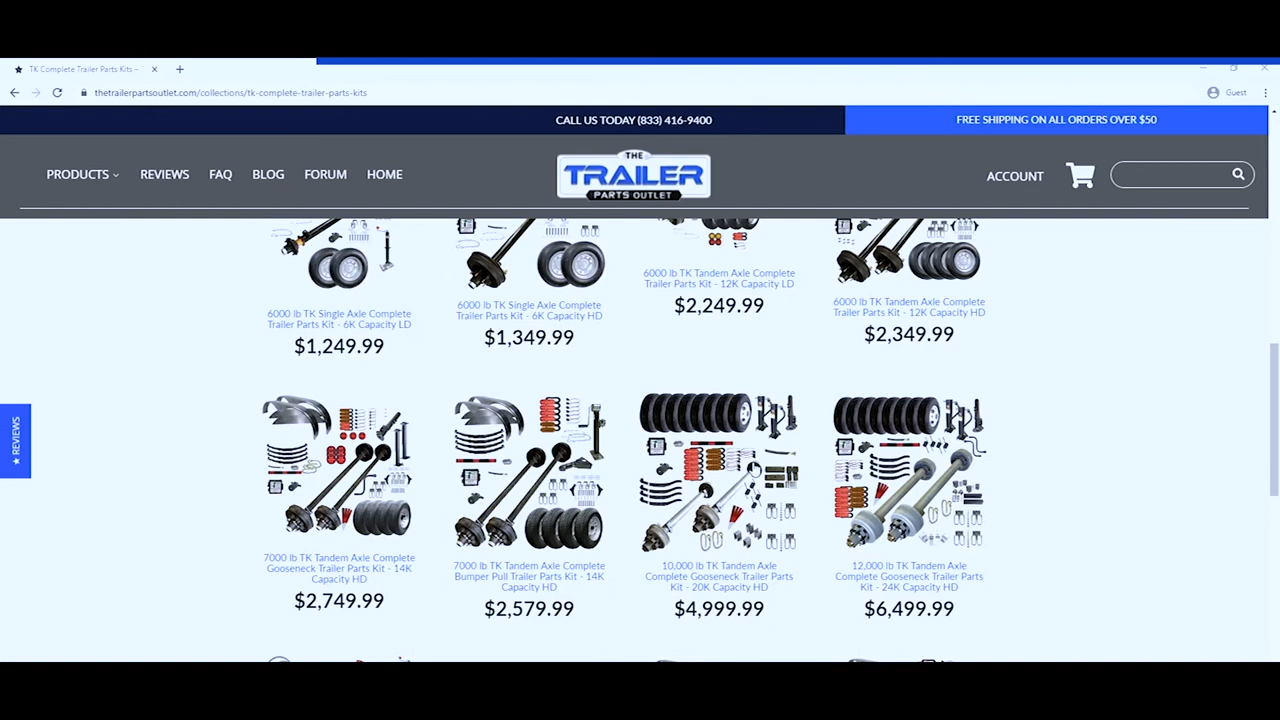 TK Complete Trailer Parts Kits –
thetrailerpartsoutlet.com/collections/tk-complete-trailer-parts-kits
Guest
CALL US TODAY (833) 416-9400
FREE SHIPPING ON ALL ORDERS OVER $50
PRODUCTS
REVIEWS
FAQ
BLOG
FORUM
HOME
THE
TRAILER
PARTS OUTLET
ACCOUNT
6000 lb TK Single Axle Complete
Trailer Parts Kit - 6K Capacity LD
$1,249.99
6000 lb TK Single Axle Complete
Trailer Parts Kit - 6K Capacity HD
$1,349.99
6000 lb TK Tandem Axle Complete
Trailer Parts Kit - 12K Capacity LD
$2,249.99
6000 lb TK Tandem Axle Complete
Trailer Parts Kit - 12K Capacity HD
$2,349.99
★ REVIEWS
7000 lb TK Tandem Axle Complete
Gooseneck Trailer Parts Kit - 14K
Capacity HD
$2,749.99
7000 lb TK Tandem Axle Complete
Bumper Pull Trailer Parts Kit - 14K
Capacity HD
$2,579.99
10,000 lb TK Tandem Axle
Complete Gooseneck Trailer Parts
Kit - 20K Capacity HD
$4,999.99
12,000 lb TK Tandem Axle
Complete Gooseneck Trailer Parts
Kit - 24K Capacity HD
$6,499.99